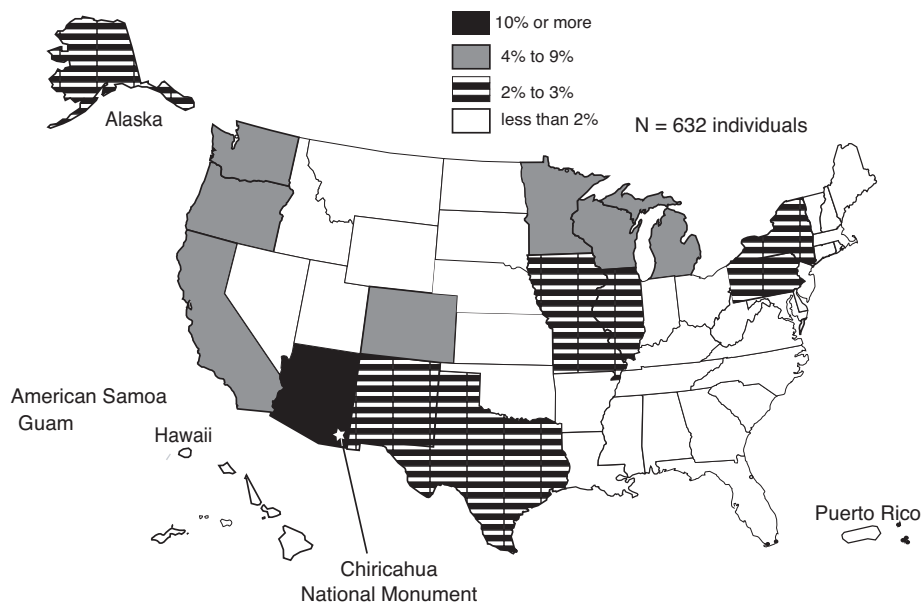 10% or more
4% to 9%
2% to 3%
less than 2%
N = 632 individuals
Alaska
American Samoa
Guam
Hawaii
Puerto Rico
Chiricahua
National Monument